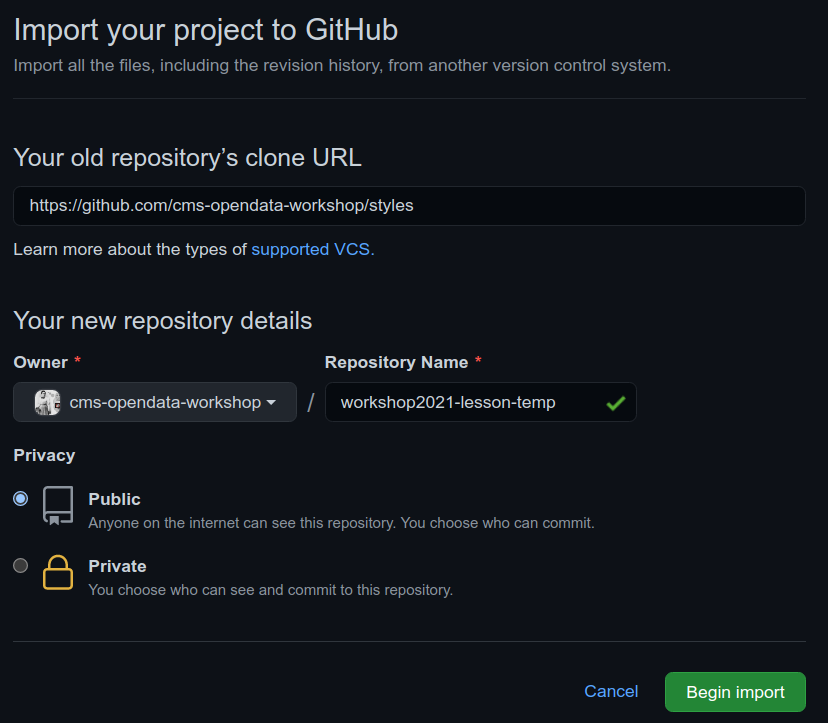 Import your project to GitHub
Import all the files, including the revision history, from another version control system.
Your old repository’s clone URL
https://github.com/cms-opendata-workshop/styles
Learn more about the types of supported VCS.
Your new repository details
Owner * Repository Name *
cms-opendata-workshop / workshop2021-lesson-temp
Privacy
Public
Anyone on the internet can see this repository. You choose who can commit.
Private
You choose who can see and commit to this repository.
Cancel Begin import